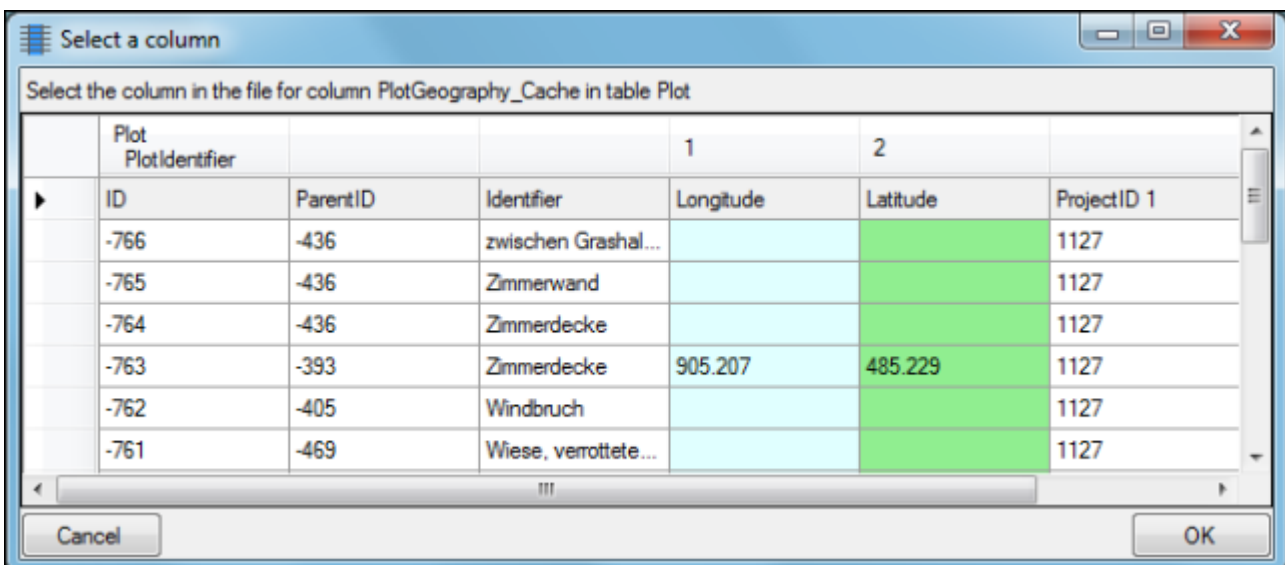 Select a column
Select the column in the file for column PlotGeography_Cache in table Plot
Plot
PlotIdentifier 1 2
ID ParentID Identifier Longitude Latitude ProjectID 1
-766 -436 zwischen Grashal... 1127
-765 -436 Zimmerwand 1127
-764 -436 Zimmerdecke 1127
-763 -393 Zimmerdecke 905.207 485.229 1127
-762 -405 Windbruch 1127
-761 -469 Wiese, verrottete... 1127
Cancel OK